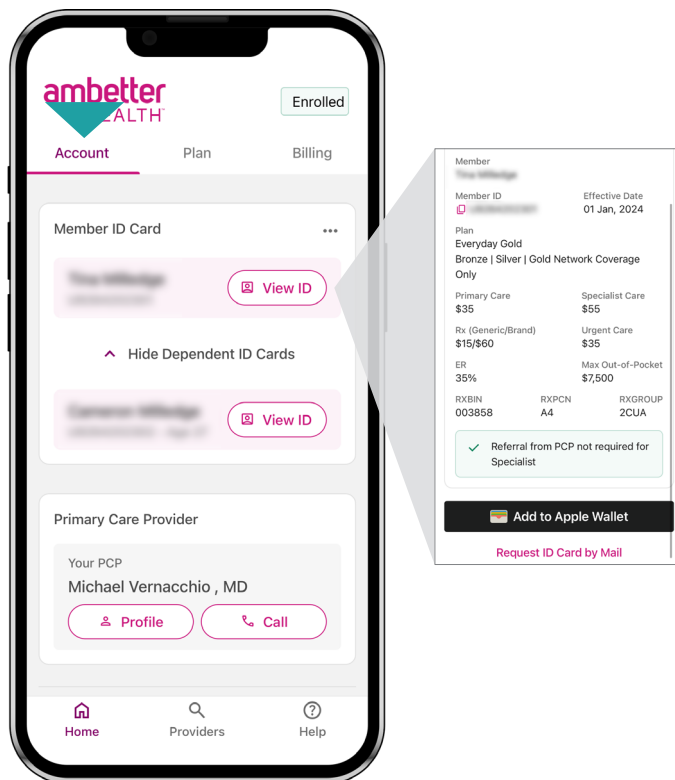 ambetter
EALTH
Enrolled
Account Plan Billing
Member ID Card
View ID
Hide Dependent ID Cards
View ID
Primary Care Provider
Your PCP
Michael Vernacchio , MD
Profile Call
Home Providers Help
Member
Member ID Effective Date
01 Jan, 2024
Plan
Everyday Gold
Bronze | Silver | Gold Network Coverage
Only
Primary Care Specialist Care
$35 $55
Rx (Generic/Brand) Urgent Care
$15/$60 $35
ER Max Out-of-Pocket
35% $7,500
RXBIN RXPCN RXGROUP
003858 A4 2CUA
Referral from PCP not required for
Specialist
Add to Apple Wallet
Request ID Card by Mail